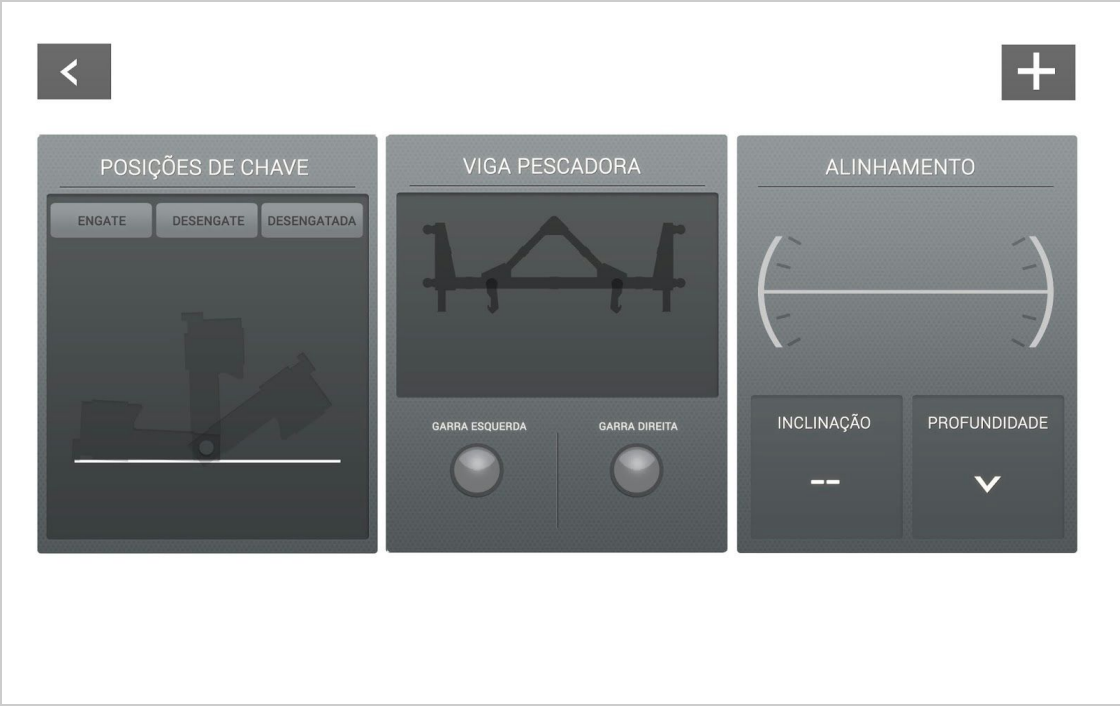 POSIÇÕES DE CHAVE
ENGATE DESENGATE DESENGATADA
VIGA PESCADORA
GARRA ESQUERDA GARRA DIREITA
ALINHAMENTO
INCLINAÇÃO PROFUNDIDADE
--